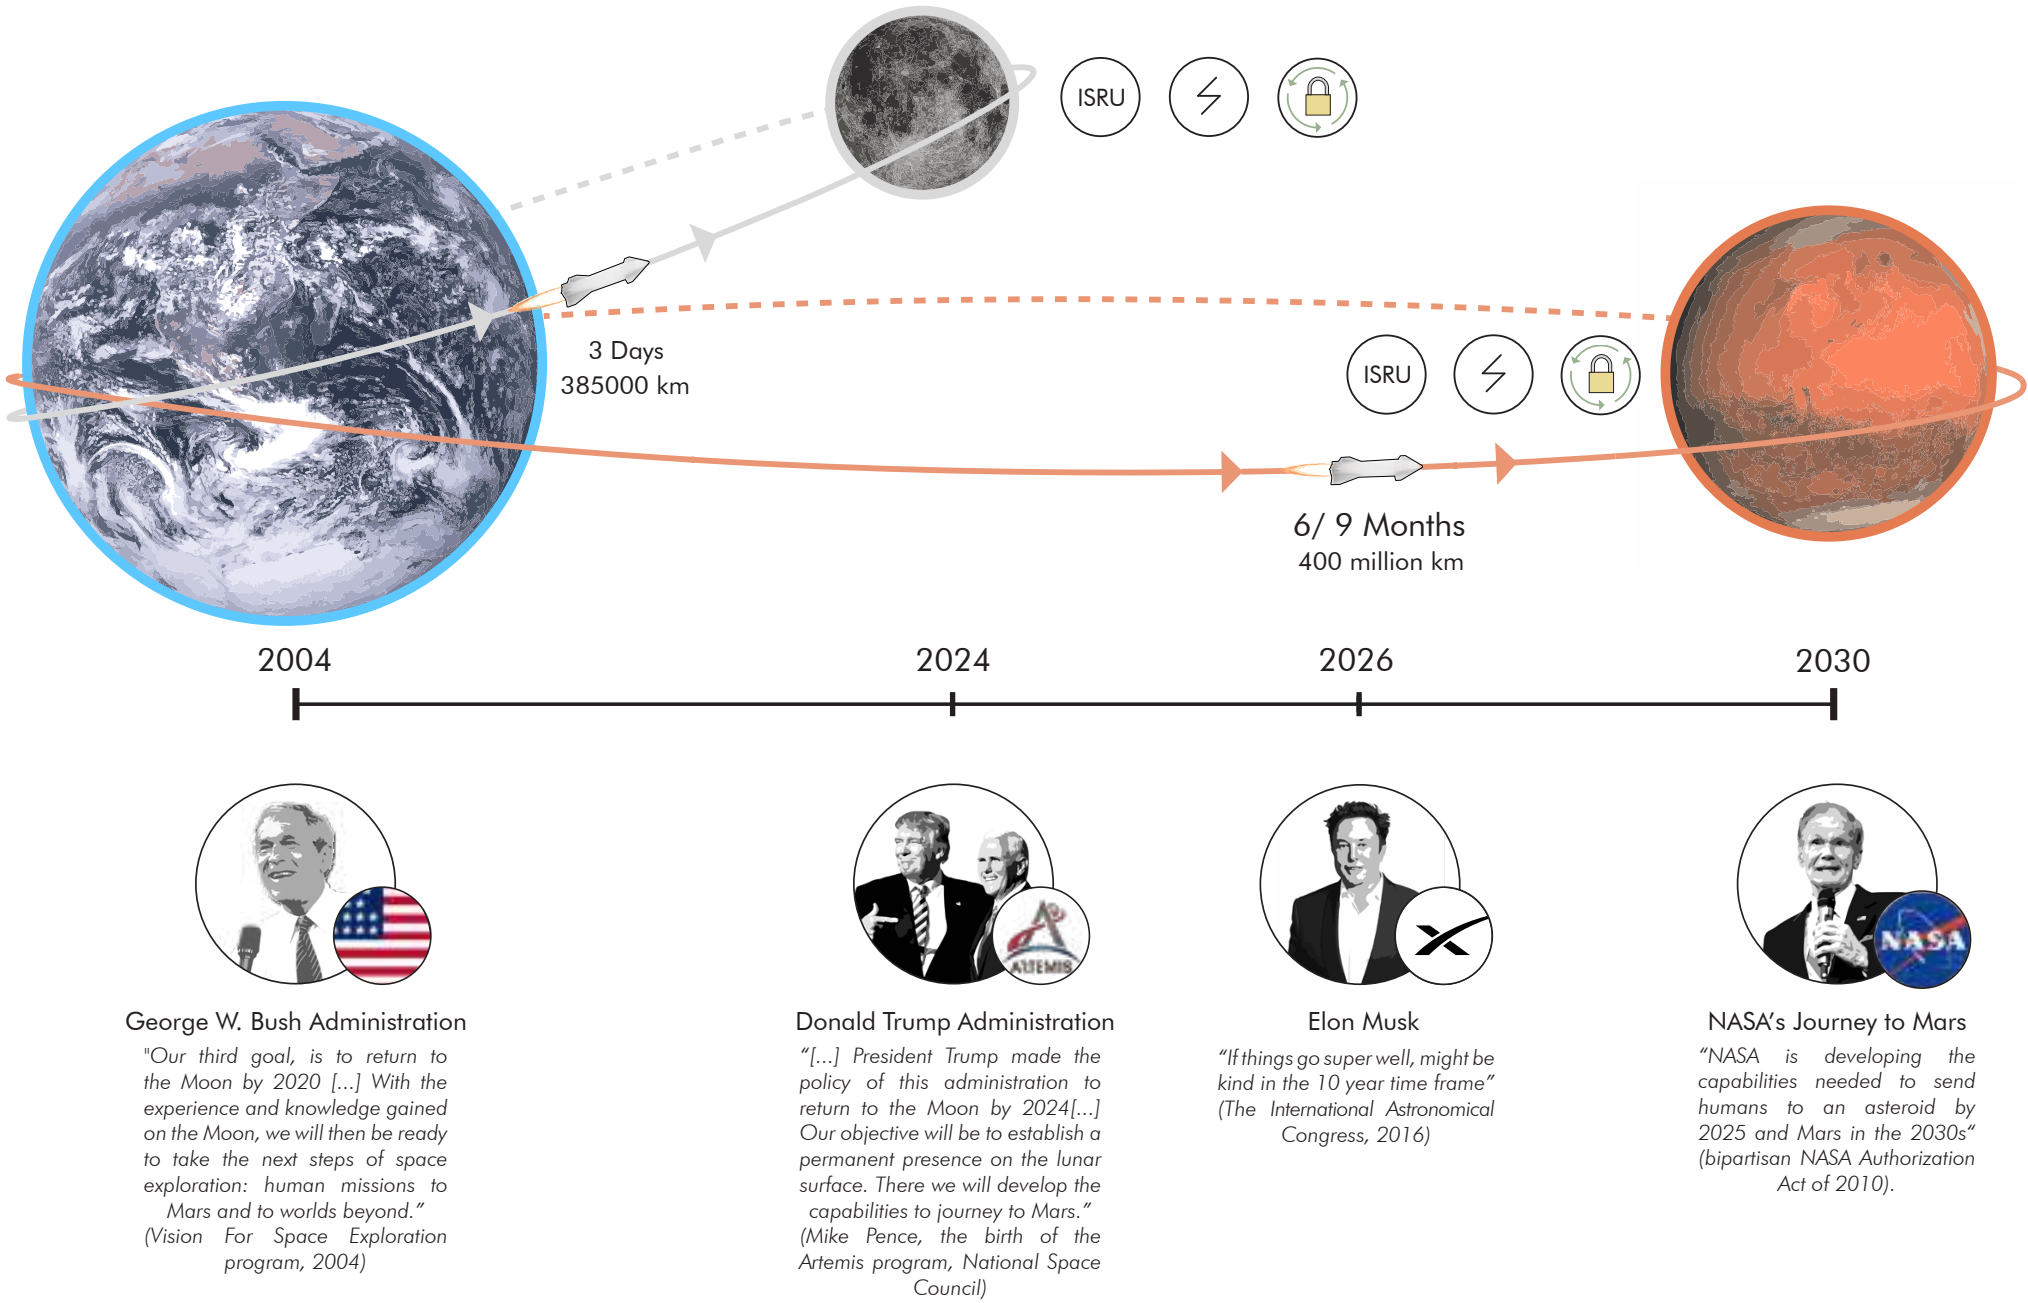 ISRU
ISRU
3 Days
385000 km
6/ 9 Months
400 million km
2004
2024
2026
2030
ARTEMIS
NASA
George W. Bush Administration
"Our third goal, is to return to
the Moon by 2020 [...] With the
experience and knowledge gained
on the Moon, we will then be ready
to take the next steps of space
exploration: human missions to
Mars and to worlds beyond.”
(Vision For Space Exploration
program, 2004)
Donald Trump Administration
“[...] President Trump made the
policy of this administration to
return to the Moon by 2024[...]
Our objective will be to establish a
permanent presence on the lunar
surface. There we will develop the
capabilities to journey to Mars.”
(Mike Pence, the birth of the
Artemis program, National Space
Council)
Elon Musk
“If things go super well, might be
kind in the 10 year time frame”
(The International Astronomical
Congress, 2016)
NASA’s Journey to Mars
“NASA is developing the
capabilities needed to send
humans to an asteroid by
2025 and Mars in the 2030s“
(bipartisan NASA Authorization
Act of 2010).